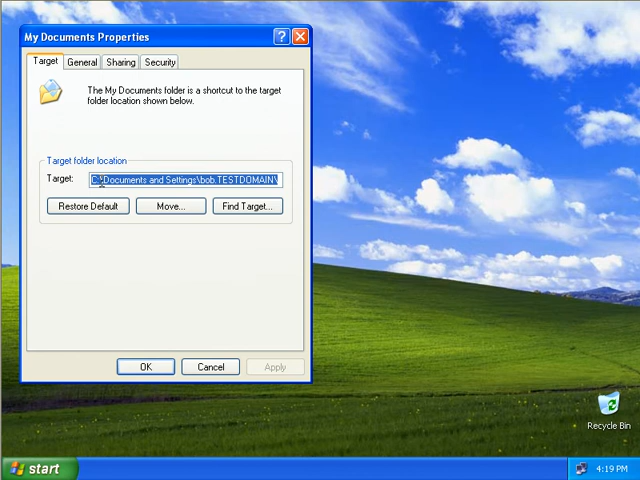 My Documents Properties
Target General Sharing Security
The My Documents folder is a shortcut to the target
folder location shown below.
Target folder location
Target: C:\Documents and Settings\bob.TESTDOMAIN\
Restore Default Move... Find Target...
OK Cancel Apply
Recycle Bin
start 4:19 PM